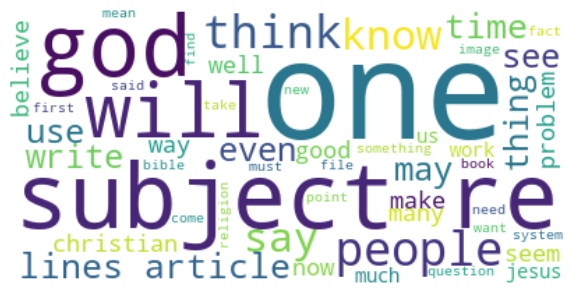 mean
find
god
think
know
time
fact
image
see
believe
said
well
one
first
will
take
new
thing
problem
use
way
even
good
something
us
work
write
bible
must
file
may
book
subject re
come
religion
point
make
many
need
want
christian
say
people
seem
system
lines article
now
much
question
jesus